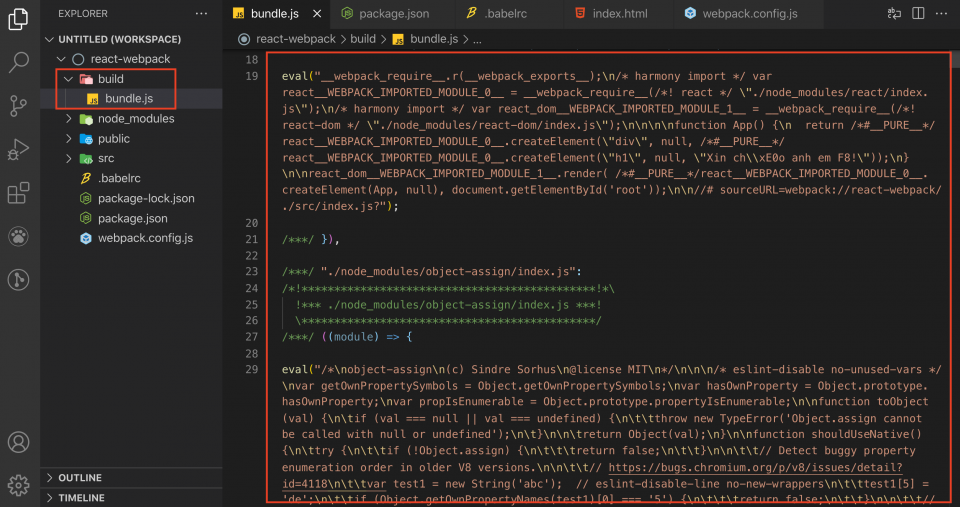 EXPLORER
···
UNTITLED (WORKSPACE)
react-webpack
build
bundle.js
node_modules
public
src
.babelrc
package-lock.json
package.json
webpack.config.js
OUTLINE
TIMELINE
bundle.js
package.json
.babelrc
index.html
webpack.config.js
···
react-webpack > build > bundle.js > ...
18
19 eval("__webpack_require__.r(__webpack_exports__);\n/* harmony import */ var
react__WEBPACK_IMPORTED_MODULE_0__ = __webpack_require__(/*! react */ \"./node_modules/react/index.
js\");\n/* harmony import */ var react_dom__WEBPACK_IMPORTED_MODULE_1__ = __webpack_require__(/*!
react-dom */ \"./node_modules/react-dom/index.js\");\n\n\n\nfunction App() {\n  return /*#__PURE__*/
react__WEBPACK_IMPORTED_MODULE_0__.createElement(\"div\", null, /*#__PURE__*/
react__WEBPACK_IMPORTED_MODULE_0__.createElement(\"h1\", null, \"Xin ch\\xE0o anh em F8!\"));\n}
\n\nreact_dom__WEBPACK_IMPORTED_MODULE_1__.render( /*#__PURE__*/react__WEBPACK_IMPORTED_MODULE_0__.
createElement(App, null), document.getElementById('root'));\n\n//# sourceURL=webpack://react-webpack/
./src/index.js?");
20
21 /***/ }),
22
23 /***/ "./node_modules/object-assign/index.js":
24 /*!*********************************************!*\
25   !*** ./node_modules/object-assign/index.js ***!
26   \*********************************************/
27 /***/ ((module) => {
28
29 eval("/*\nobject-assign\n(c) Sindre Sorhus\n@license MIT\n*/\n\n\n/* eslint-disable no-unused-vars */
\nvar getOwnPropertySymbols = Object.getOwnPropertySymbols;\nvar hasOwnProperty = Object.prototype.
hasOwnProperty;\nvar propIsEnumerable = Object.prototype.propertyIsEnumerable;\n\nfunction toObject
(val) {\n\tif (val === null || val === undefined) {\n\t\tthrow new TypeError('Object.assign cannot
be called with null or undefined');\n\t}\n\n\treturn Object(val);\n}\n\nfunction shouldUseNative()
{\n\ttry {\n\t\tif (!Object.assign) {\n\t\t\treturn false;\n\t\t}\n\n\t\t// Detect buggy property
enumeration order in older V8 versions.\n\n\t\t// https://bugs.chromium.org/p/v8/issues/detail?
id=4118\n\t\tvar test1 = new String('abc');  // eslint-disable-line no-new-wrappers\n\t\ttest1[5] =
'de';\n\t\tif (Object.getOwnPropertyNames(test1)[0] === '5') {\n\t\t\treturn false;\n\t\t}\n\n\t\t//